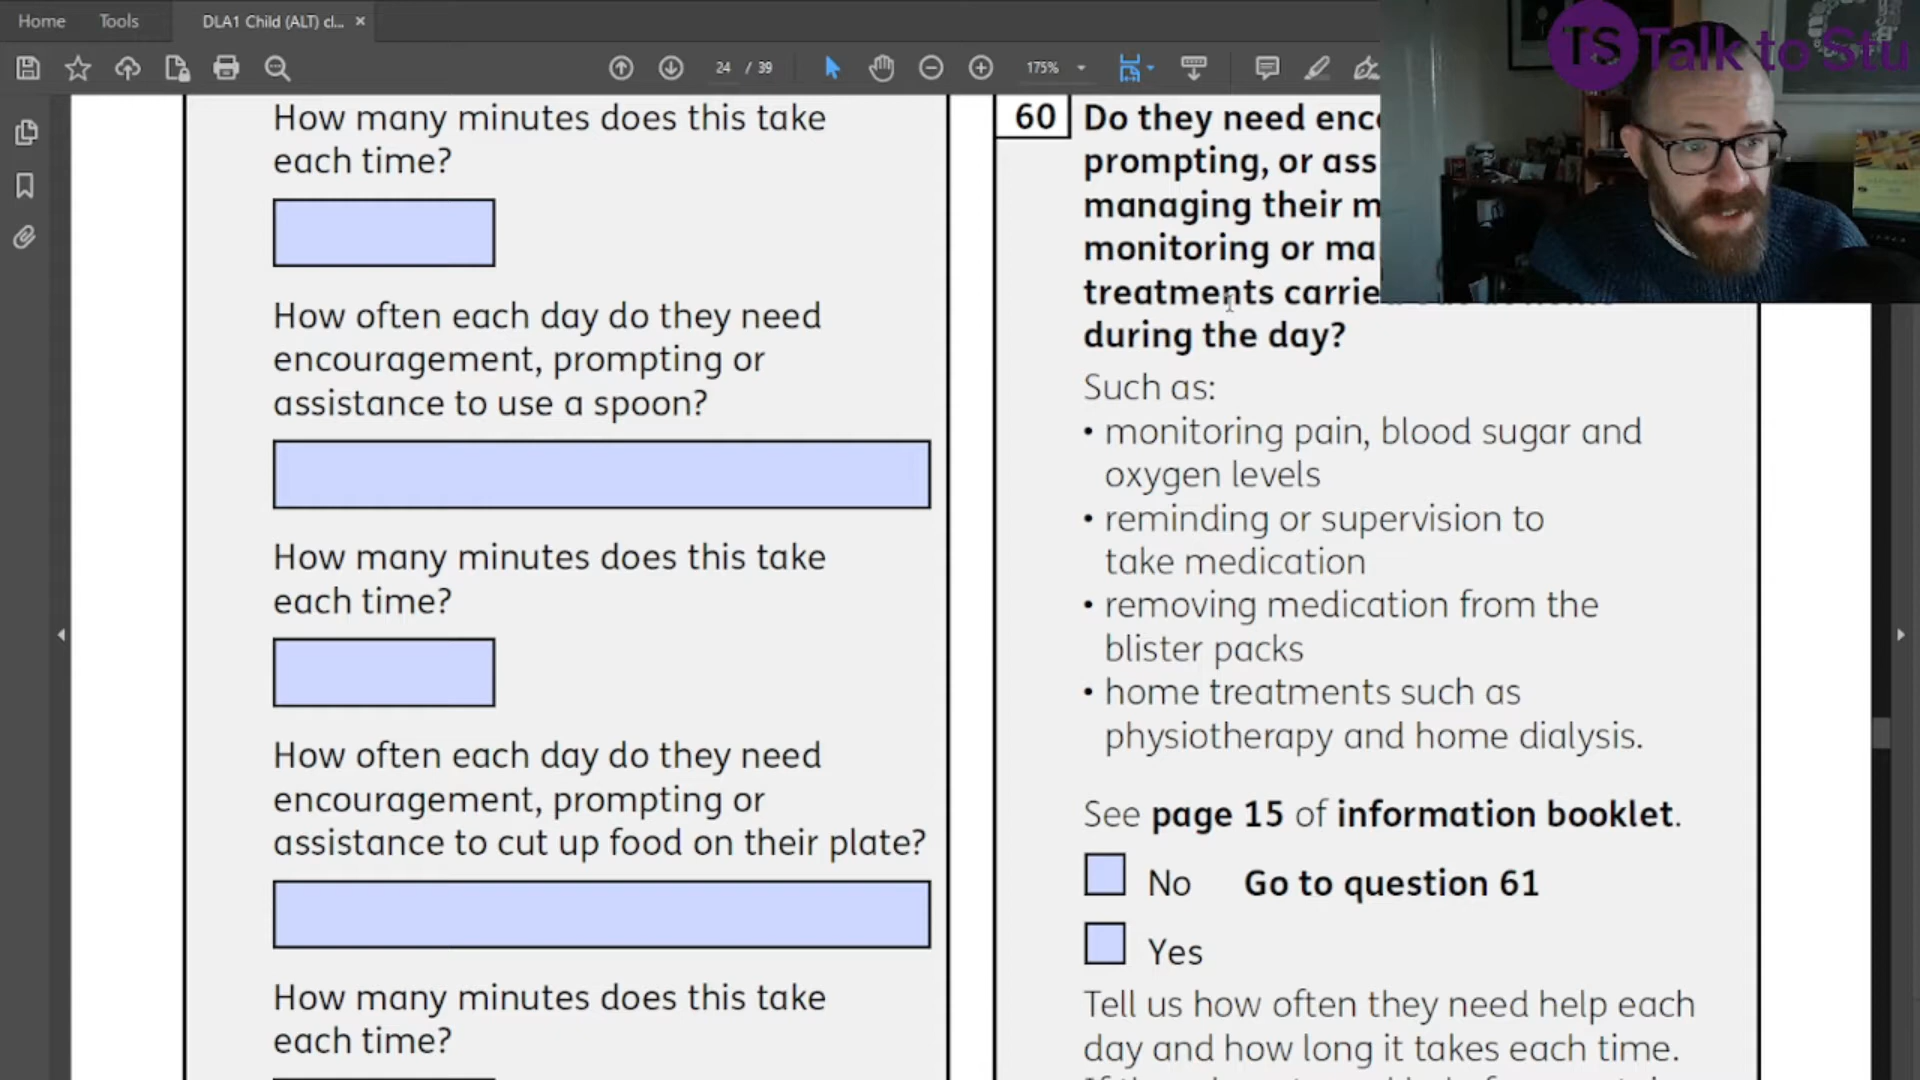 Home Tools DLA1 Child (ALT) cl...
24 / 39 175%
TS Talk to Stu
How many minutes does this take
each time?
How often each day do they need
encouragement, prompting or
assistance to use a spoon?
How many minutes does this take
each time?
How often each day do they need
encouragement, prompting or
assistance to cut up food on their plate?
How many minutes does this take
each time?
60 Do they need enc
prompting, or ass
managing their m
monitoring or ma
treatments carrie
during the day?
Such as:
• monitoring pain, blood sugar and
oxygen levels
• reminding or supervision to
take medication
• removing medication from the
blister packs
• home treatments such as
physiotherapy and home dialysis.
See page 15 of information booklet.
No Go to question 61
Yes
Tell us how often they need help each
day and how long it takes each time.